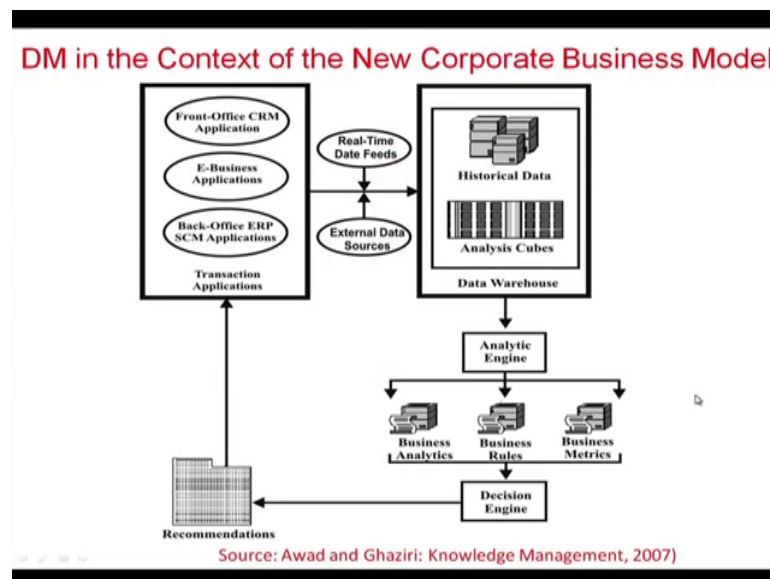 DM in the Context of the New Corporate Business Model
Front-Office CRM
Application
E-Business
Applications
Back-Office ERP
SCM Applications
Transaction
Applications
Real-Time
Date Feeds
External Data
Sources
Historical Data
Analysis Cubes
Data Warehouse
Analytic
Engine
Business
Analytics
Business
Rules
Business
Metrics
Decision
Engine
Recommendations
Source: Awad and Ghaziri: Knowledge Management, 2007)